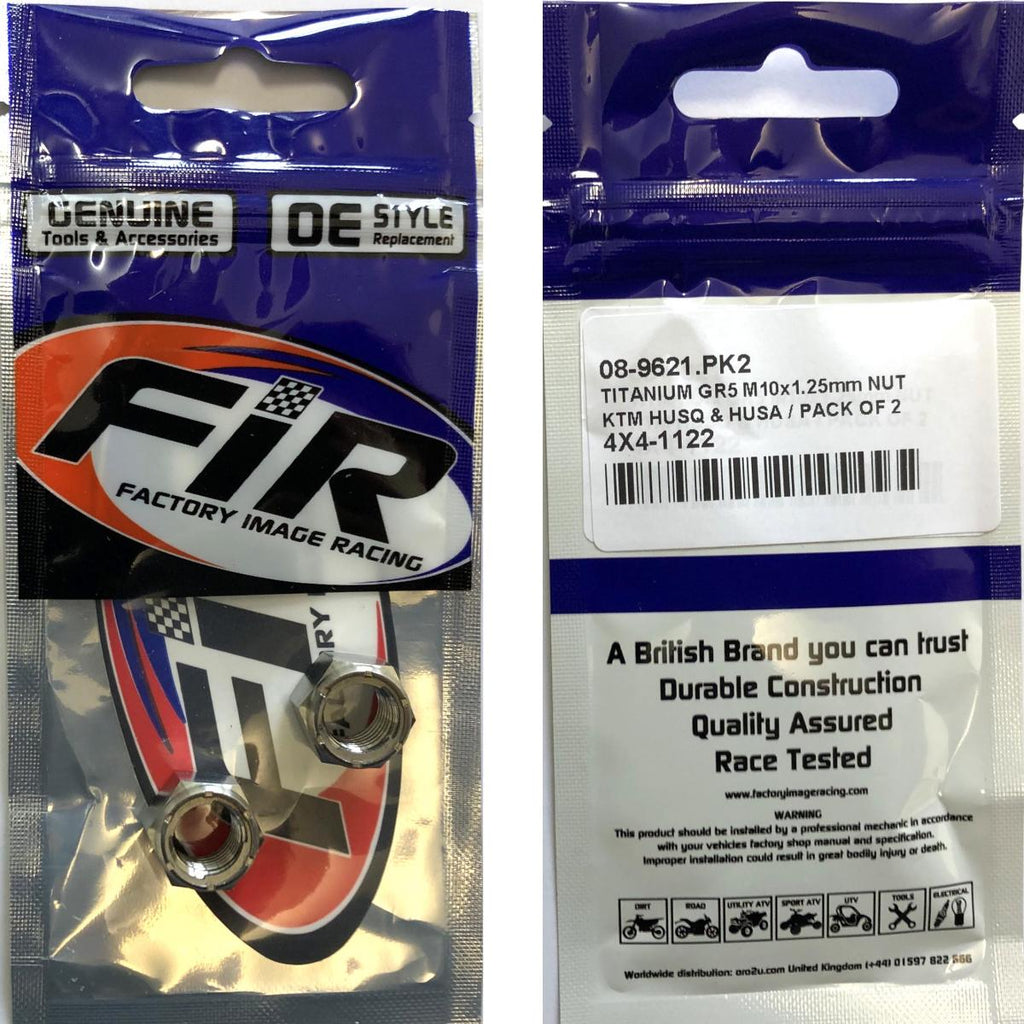 GENUINE
Tools & Accessories
OE STYLE
Replacement
FIR
FACTORY IMAGE RACING
08-9621.PK2
TITANIUM GR5 M10x1.25mm NUT
KTM HUSQ & HUSA / PACK OF 2
4X4-1122
A British Brand you can trust
Durable Construction
Quality Assured
Race Tested
www.factoryimageracing.com
WARNING
This product should be installed by a professional mechanic in accordance
with your vehicles factory shop manual and specification.
Improper installation could result in great bodily injury or death.
DIRT ROAD UTILITY ATV SPORT ATV UTV TOOLS ELECTRICAL
Worldwide distribution: oro2u.com United Kingdom (+44) 01597 822 566